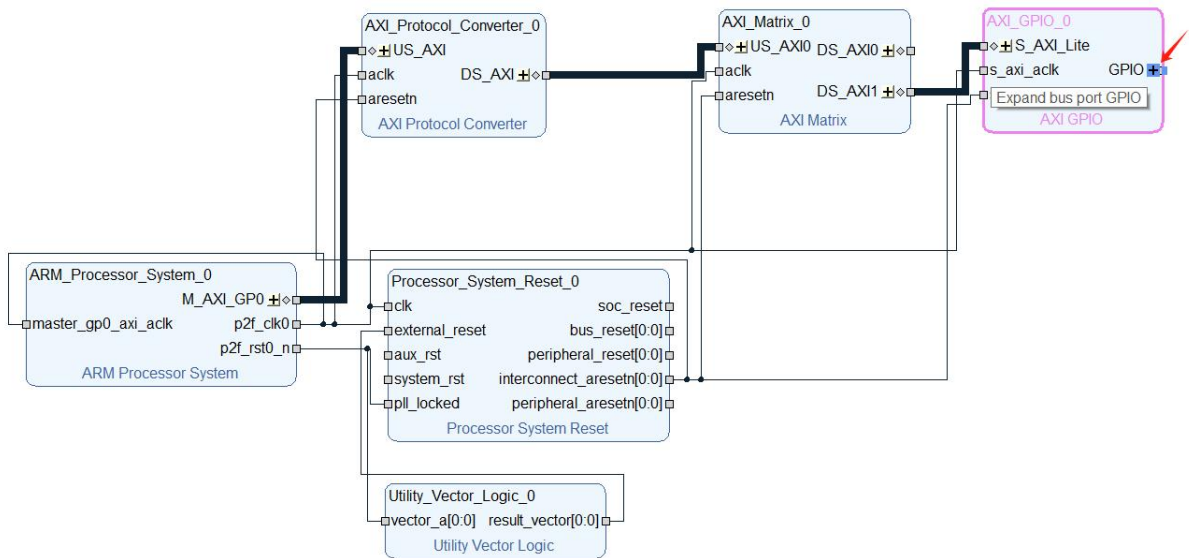 AXI_Protocol_Converter_0
US_AXI
aclk
DS_AXI
aresetn
AXI Protocol Converter
AXI_Matrix_0
US_AXI0
DS_AXI0
aclk
DS_AXI1
aresetn
AXI Matrix
AXI_GPIO_0
S_AXI_Lite
s_axi_aclk
GPIO
Expand bus port GPIO
AXI GPIO
ARM_Processor_System_0
M_AXI_GP0
master_gp0_axi_aclk
p2f_clk0
p2f_rst0_n
ARM Processor System
Processor_System_Reset_0
clk
soc_reset
external_reset
bus_reset[0:0]
aux_rst
peripheral_reset[0:0]
system_rst
interconnect_aresetn[0:0]
pll_locked
peripheral_aresetn[0:0]
Processor System Reset
Utility_Vector_Logic_0
vector_a[0:0]
result_vector[0:0]
Utility Vector Logic